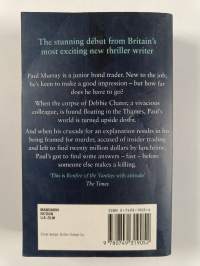 The stunning début from Britain's
most exciting new thriller writer
Paul Murray is a junior bond trader. New to the job,
he's keen to make a good impression – but how far
does he have to go?
When the corpse of Debbie Chater, a vivacious
colleague, is found floating in the Thames, Paul's
world is turned upside down.
And when his crusade for an explanation results in his
being framed for murder, accused of insider trading
and left to find twenty million dollars by lunchtime,
Paul's got to find some answers – fast – before
someone else makes a killing.
'This is Bonfire of the Vanities with attitude'
The Times
MANDARIN
FICTION